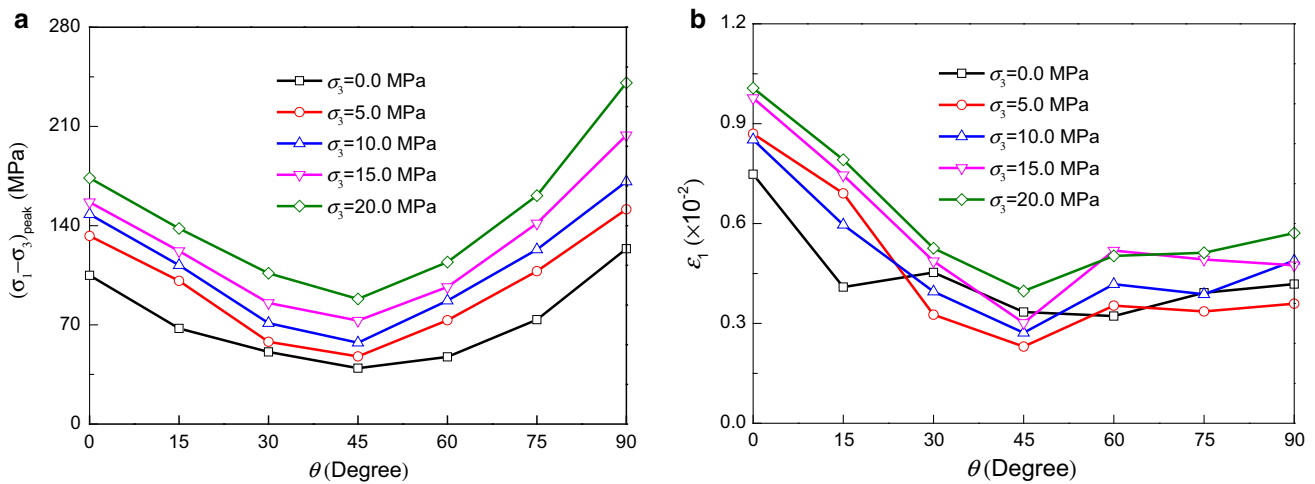 a
280
210
140
70
0
(σ₁–σ₃)peak (MPa)
σ₃=0.0 MPa
σ₃=5.0 MPa
σ₃=10.0 MPa
σ₃=15.0 MPa
σ₃=20.0 MPa
0 15 30 45 60 75 90
θ (Degree)
b
1.2
0.9
0.6
0.3
0.0
ε₁ (×10⁻²)
σ₃=0.0 MPa
σ₃=5.0 MPa
σ₃=10.0 MPa
σ₃=15.0 MPa
σ₃=20.0 MPa
0 15 30 45 60 75 90
θ (Degree)